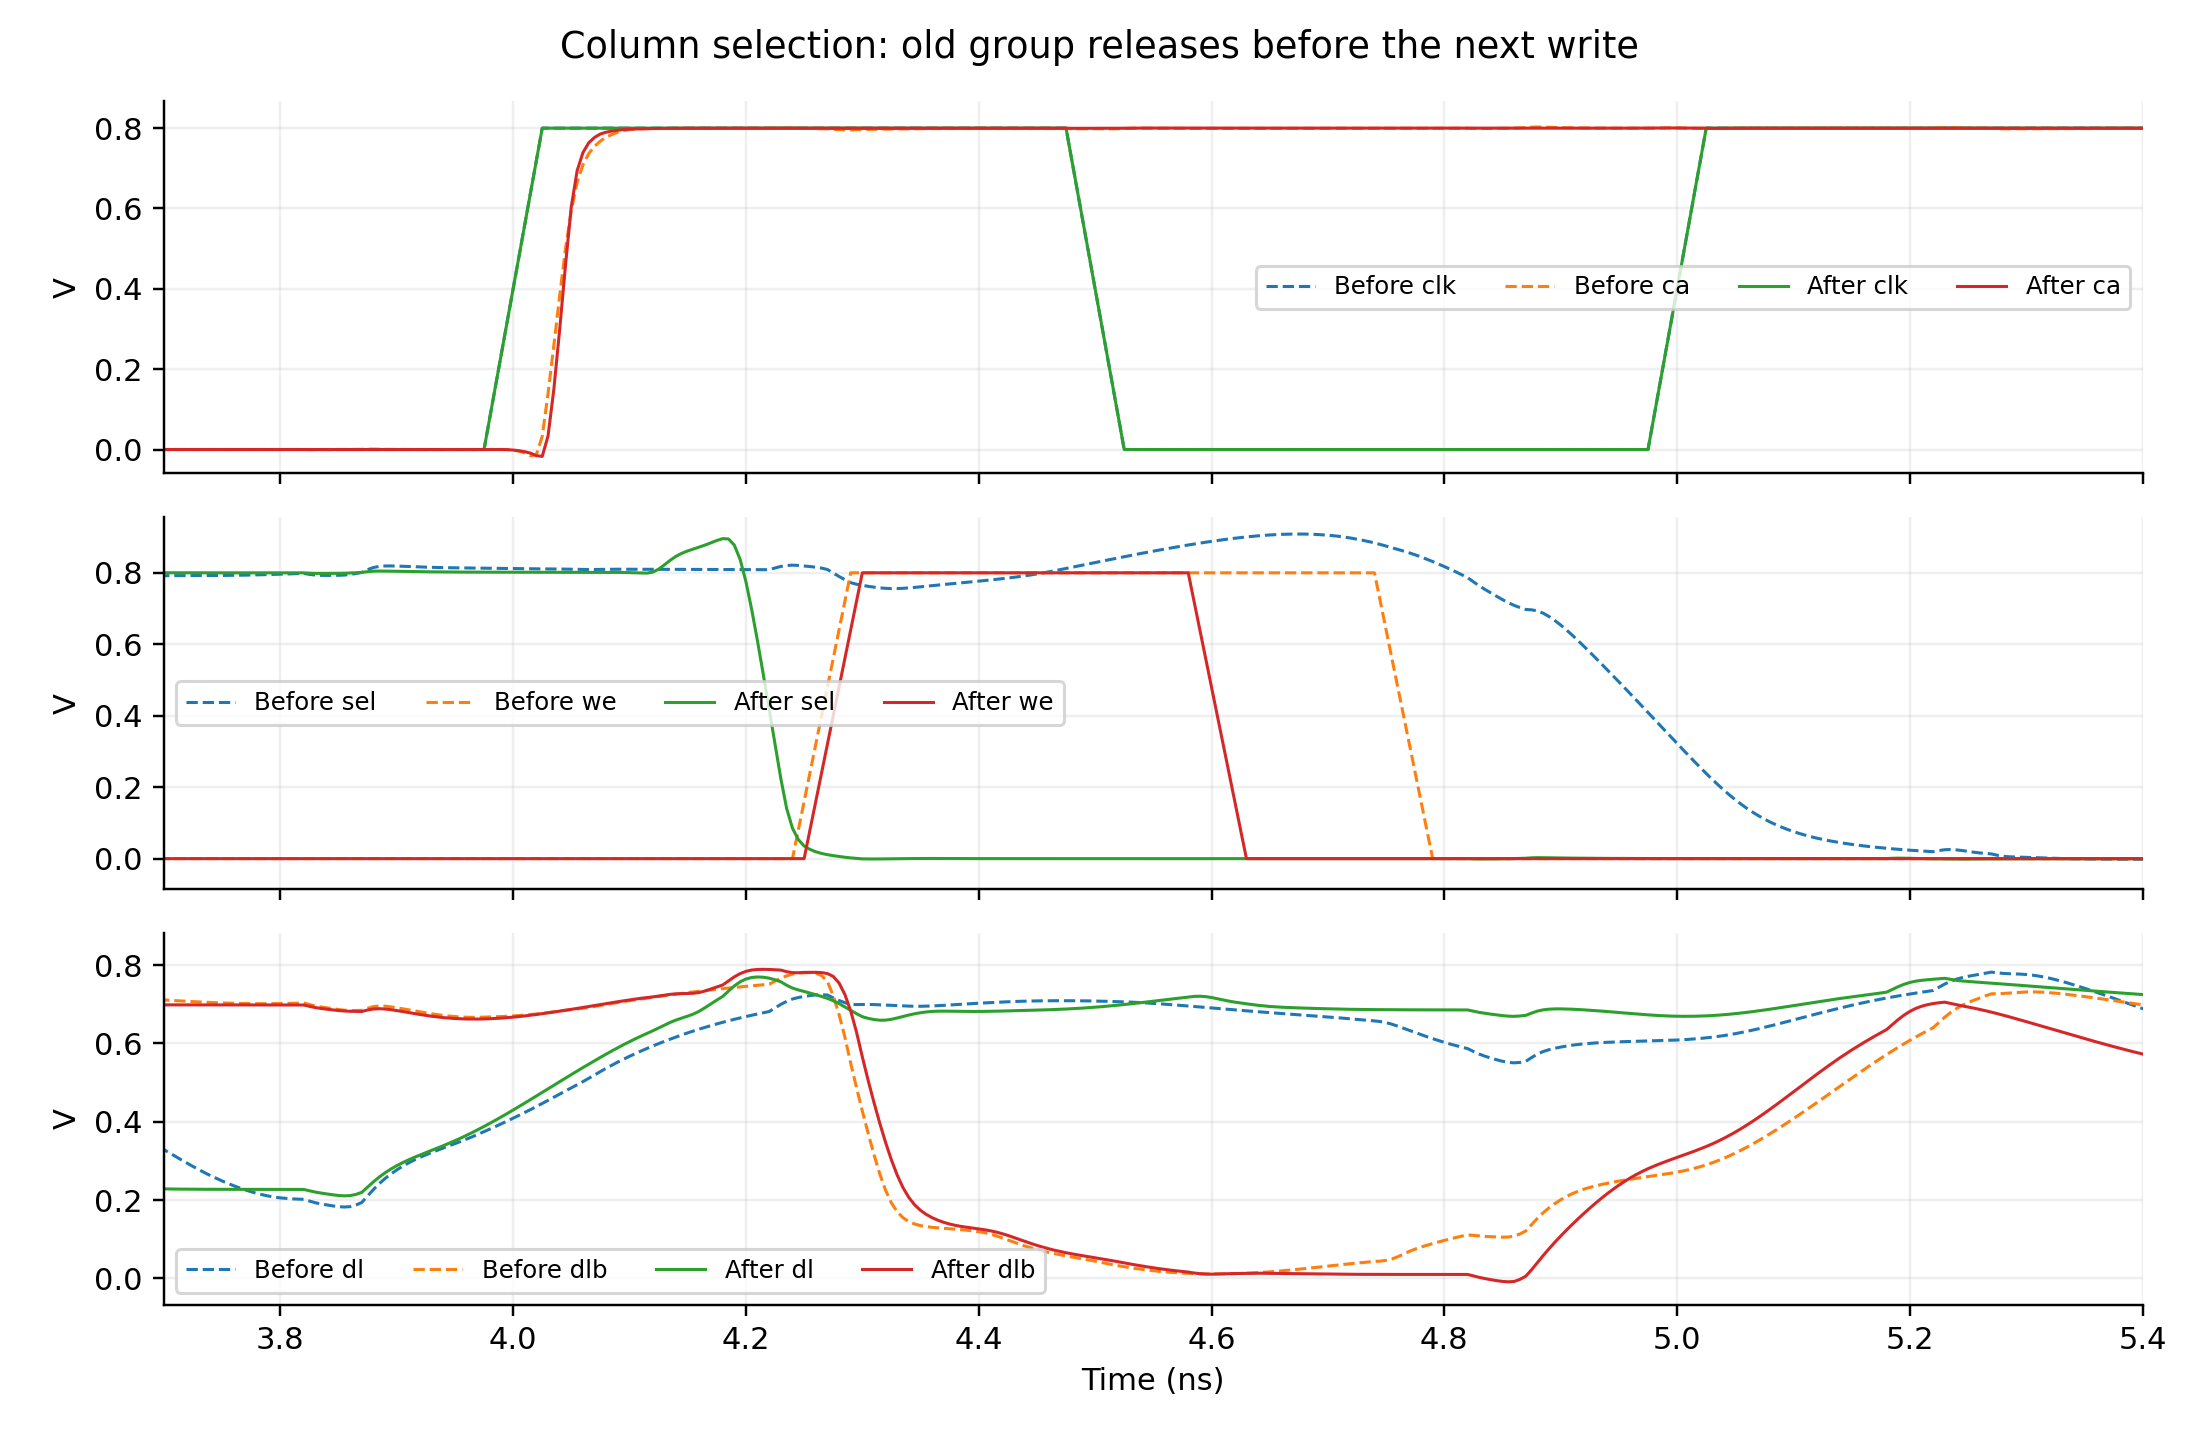 Column selection: old group releases before the next write
0.8
0.6
V
0.4
0.2
0.0
Before clk Before ca After clk After ca
0.8
0.6
V
0.4
0.2
0.0
Before sel Before we After sel After we
0.8
0.6
V
0.4
0.2
0.0
Before dl Before dlb After dl After dlb
3.8 4.0 4.2 4.4 4.6 4.8 5.0 5.2 5.4
Time (ns)